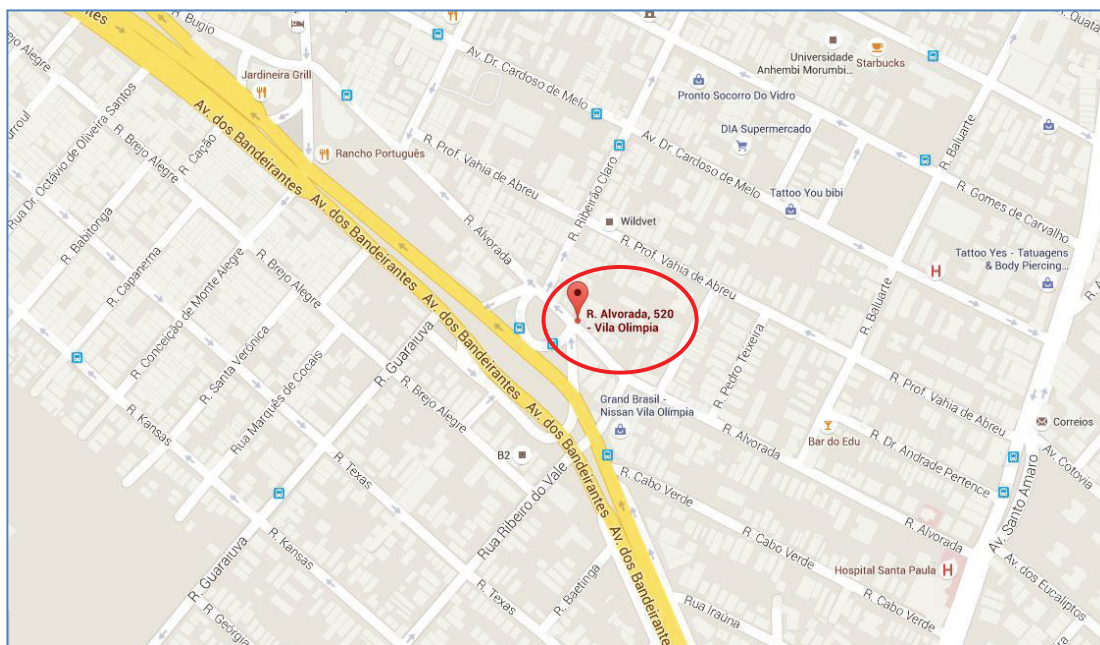 R. Bugio
Brejo Alegre
Jardineira Grill
Av. Dr. Cardoso de Melo
Universidade
Anhembi Morumbi...
Starbucks
R. Quata
Pronto Socorro Do Vidro
DIA Supermercado
R. Baluarte
Av. dos Bandeirantes
R. Brejo Alegre
R. Cação
Rua Dr. Octávio de Oliveira Santos
Rancho Português
R. Prof. Vahia de Abreu
R. Ribeirão Claro
Av. Dr. Cardoso de Melo
Tattoo You bibi
R. Gomes de Carvalho
R. Babitonga
R. Capanema
R. Conceição de Monte Alegre
R. Brejo Alegre
Av. dos Bandeirantes
R. Alvorada
Wildvet
R. Prof. Vahia de Abreu
Tattoo Yes - Tatuagens
& Body Piercing...
R. Alvorada, 520
- Vila Olimpia
R. Baluarte
R. Santa Verônica
Rua Marquês de Cocais
R. Guaraiuva
Av. dos Bandeirantes
R. Pedro Teixeira
R. Kansas
R. Brejo Alegre
Av. dos Bandeirantes
Grand Brasil -
Nissan Vila Olímpia
R. Alvorada
Bar do Edu
R. Prof. Vahia de Abreu
Correios
R. Dr. Andrade Pertence
Av. Cotovia
B2
R. Texas
Rua Ribeiro do Vale
R. Cabo Verde
Av. Santo Amaro
R. Kansas
Av. dos Bandeirantes
R. Cabo Verde
R. Alvorada
Hospital Santa Paula
Av. dos Eucaliptos
R. Guaraiuva
R. Geórgia
R. Texas
R. Baetinga
Rua Iraúna
R. Cabo Verde